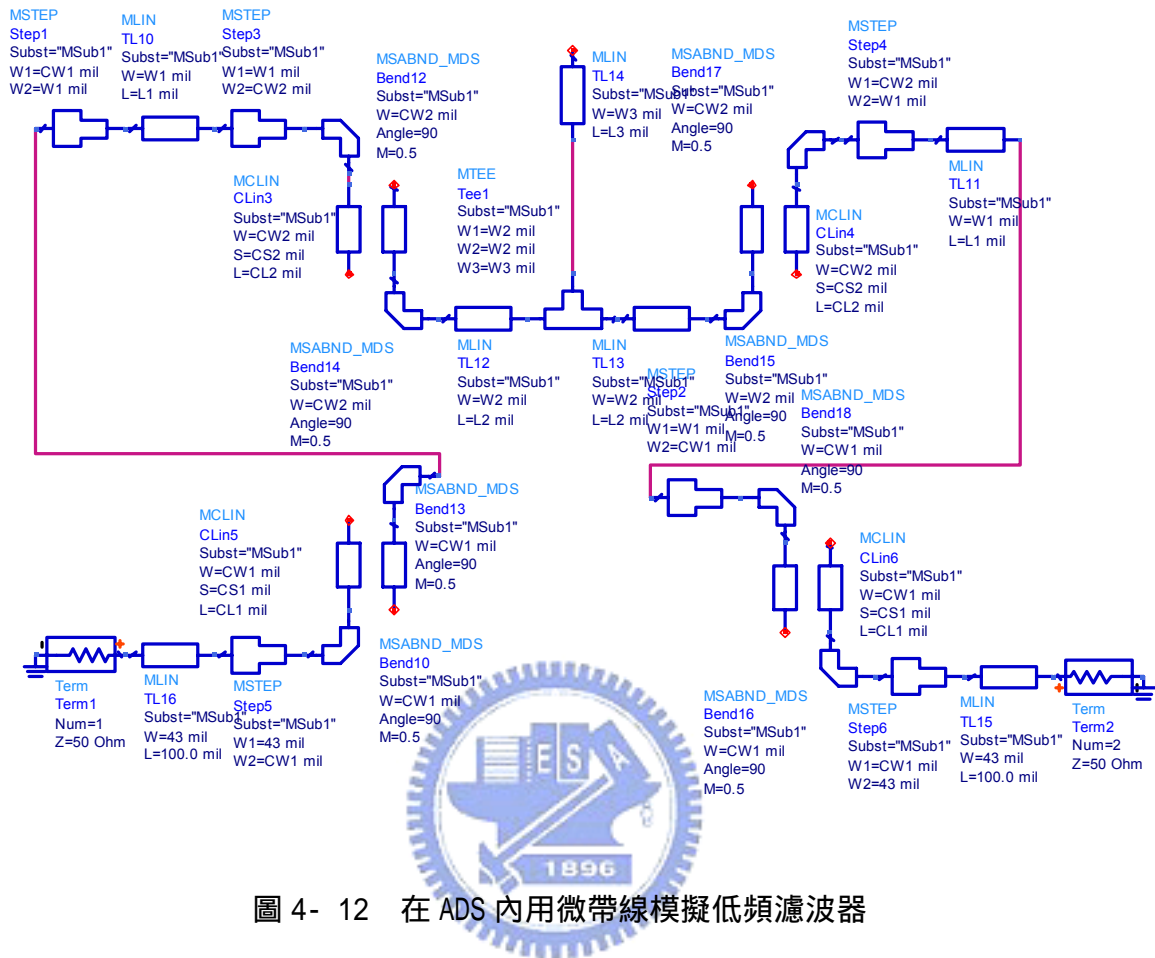 MSTEP
Step1
Subst="MSub1"
W1=CW1 mil
W2=W1 mil
MLIN
TL10
Subst="MSub1"
W=W1 mil
L=L1 mil
MSTEP
Step3
Subst="MSub1"
W1=W1 mil
W2=CW2 mil
MSABND_MDS
Bend12
Subst="MSub1"
W=CW2 mil
Angle=90
M=0.5
MLIN
TL14
Subst="MSub1"
W=W3 mil
L=L3 mil
MSABND_MDS
Bend17
Subst="MSub1"
W=CW2 mil
Angle=90
M=0.5
MSTEP
Step4
Subst="MSub1"
W1=CW2 mil
W2=W1 mil
MCLIN
CLin3
Subst="MSub1"
W=CW2 mil
S=CS2 mil
L=CL2 mil
MTEE
Tee1
Subst="MSub1"
W1=W2 mil
W2=W2 mil
W3=W3 mil
MCLIN
CLin4
Subst="MSub1"
W=CW2 mil
S=CS2 mil
L=CL2 mil
MLIN
TL11
Subst="MSub1"
W=W1 mil
L=L1 mil
MSABND_MDS
Bend14
Subst="MSub1"
W=CW2 mil
Angle=90
M=0.5
MLIN
TL12
Subst="MSub1"
W=W2 mil
L=L2 mil
MLIN
TL13
Subst="MSub1"
W=W2 mil
L=L2 mil
MSTEP
Step2
Subst="MSub1"
W1=W1 mil
W2=CW1 mil
MSABND_MDS
Bend15
Subst="MSub1"
W=W2 mil
Angle=90
M=0.5
MSABND_MDS
Bend18
Subst="MSub1"
W=CW1 mil
Angle=90
M=0.5
MCLIN
CLin5
Subst="MSub1"
W=CW1 mil
S=CS1 mil
L=CL1 mil
MSABND_MDS
Bend13
Subst="MSub1"
W=CW1 mil
Angle=90
M=0.5
MCLIN
CLin6
Subst="MSub1"
W=CW1 mil
S=CS1 mil
L=CL1 mil
Term
Term1
Num=1
Z=50 Ohm
MLIN
TL16
Subst="MSub1"
W=43 mil
L=100.0 mil
MSTEP
Step5
Subst="MSub1"
W1=43 mil
W2=CW1 mil
MSABND_MDS
Bend10
Subst="MSub1"
W=CW1 mil
Angle=90
M=0.5
MSABND_MDS
Bend16
Subst="MSub1"
W=CW1 mil
Angle=90
M=0.5
MSTEP
Step6
Subst="MSub1"
W1=CW1 mil
W2=43 mil
MLIN
TL15
Subst="MSub1"
W=43 mil
L=100.0 mil
Term
Term2
Num=2
Z=50 Ohm
ESA
1896
圖 4- 12 在 ADS 內用微帶線模擬低頻濾波器